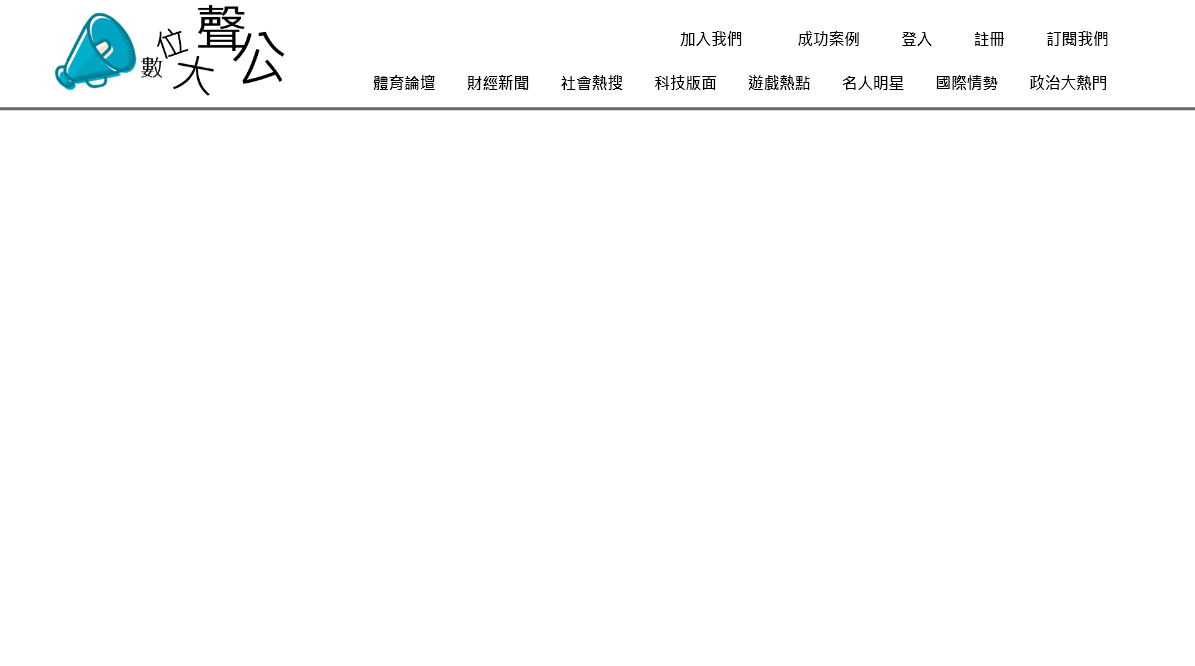 數位大聲公
加入我們 成功案例 登入 註冊 訂閱我們
體育論壇 財經新聞 社會熱搜 科技版面 遊戲熱點 名人明星 國際情勢 政治大熱門